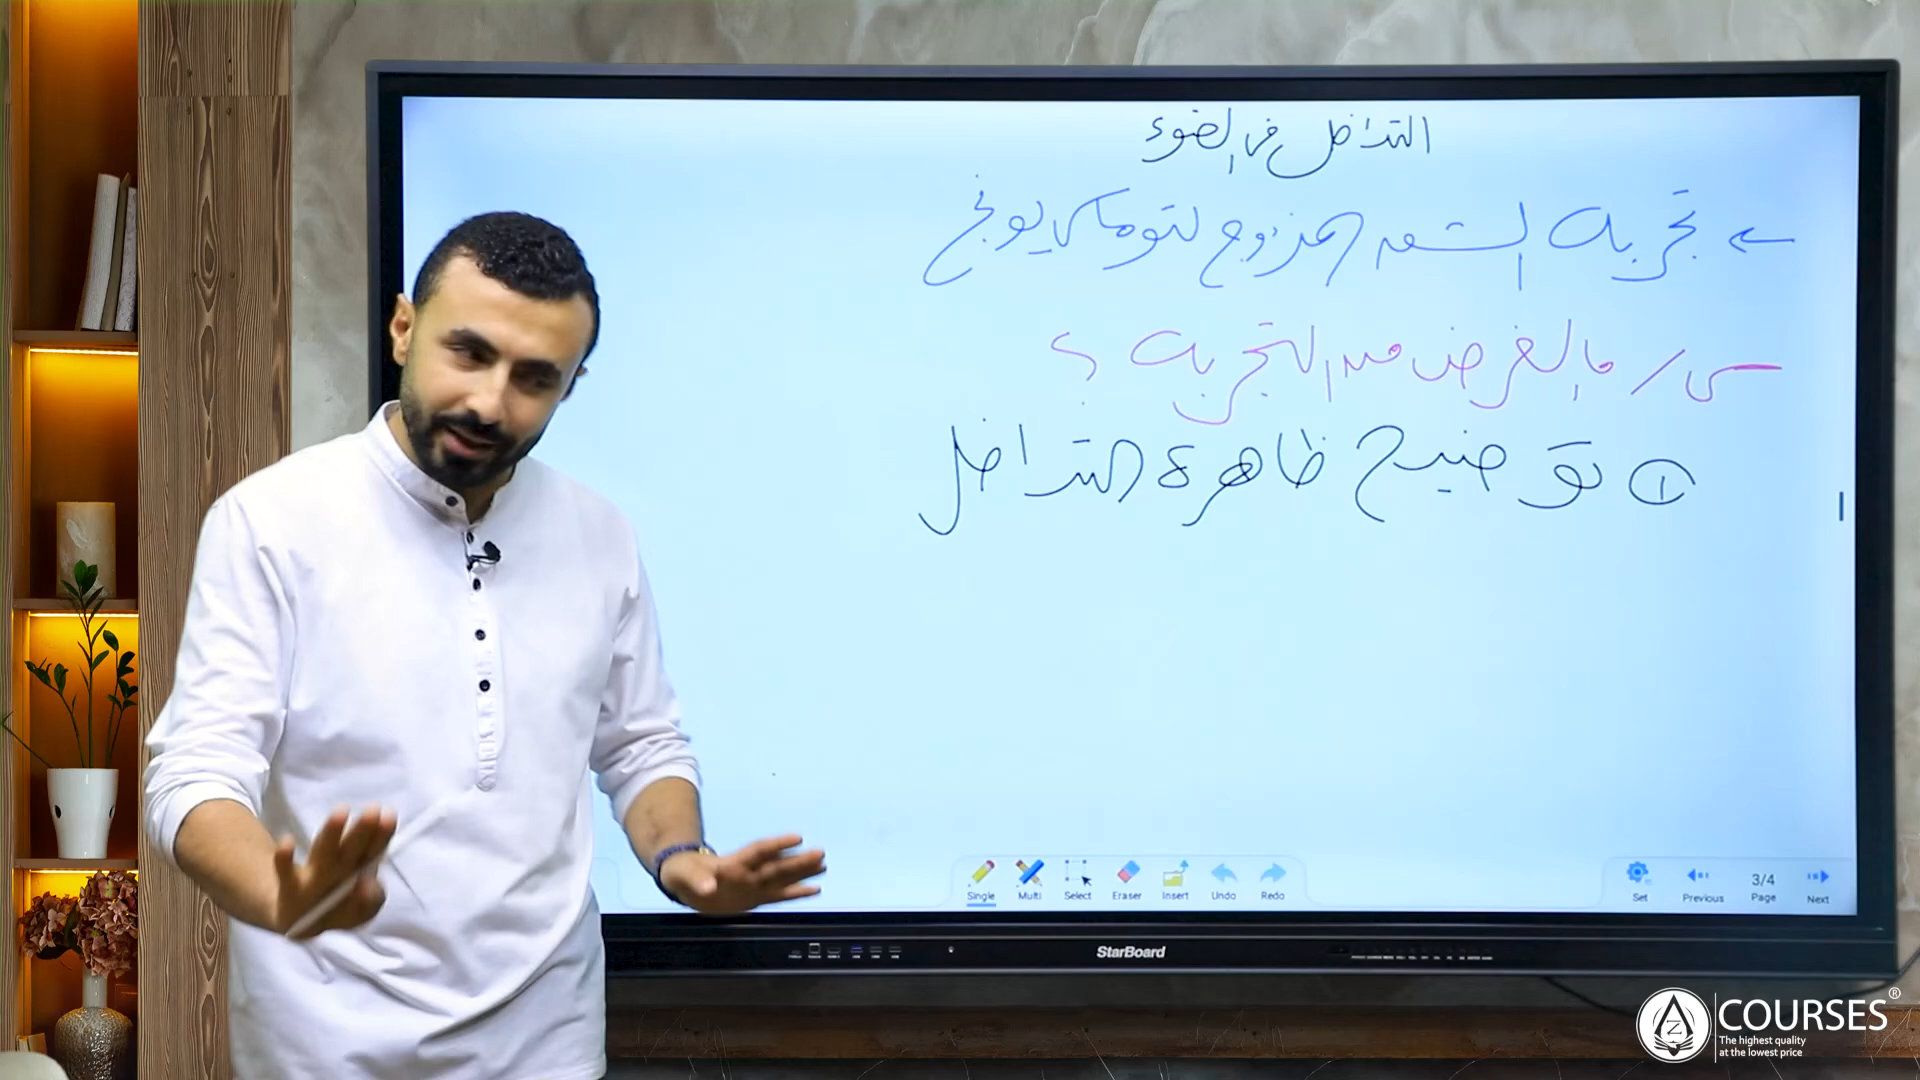 التداخل في الضوء
← تجربة الشق المزدوج لتوماس يونج
س/ ما الغرض من التجربة ؟
① توضيح ظاهرة التداخل
Single Multi Select Eraser Insert Undo Redo
Set Previous 3/4 Page Next
StarBoard
COURSES®
The highest quality
at the lowest price